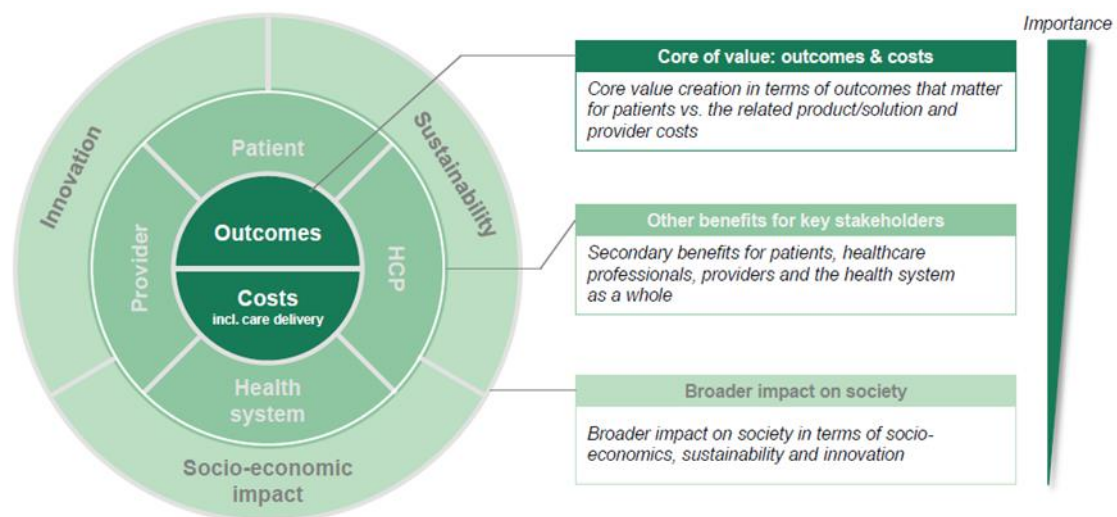 Importance
Innovation
Sustainability
Patient
Provider
HCP
Outcomes
Costs
incl. care delivery
Health
system
Socio-economic
impact
Core of value: outcomes & costs
Core value creation in terms of outcomes that matter
for patients vs. the related product/solution and
provider costs
Other benefits for key stakeholders
Secondary benefits for patients, healthcare
professionals, providers and the health system
as a whole
Broader impact on society
Broader impact on society in terms of socio-
economics, sustainability and innovation